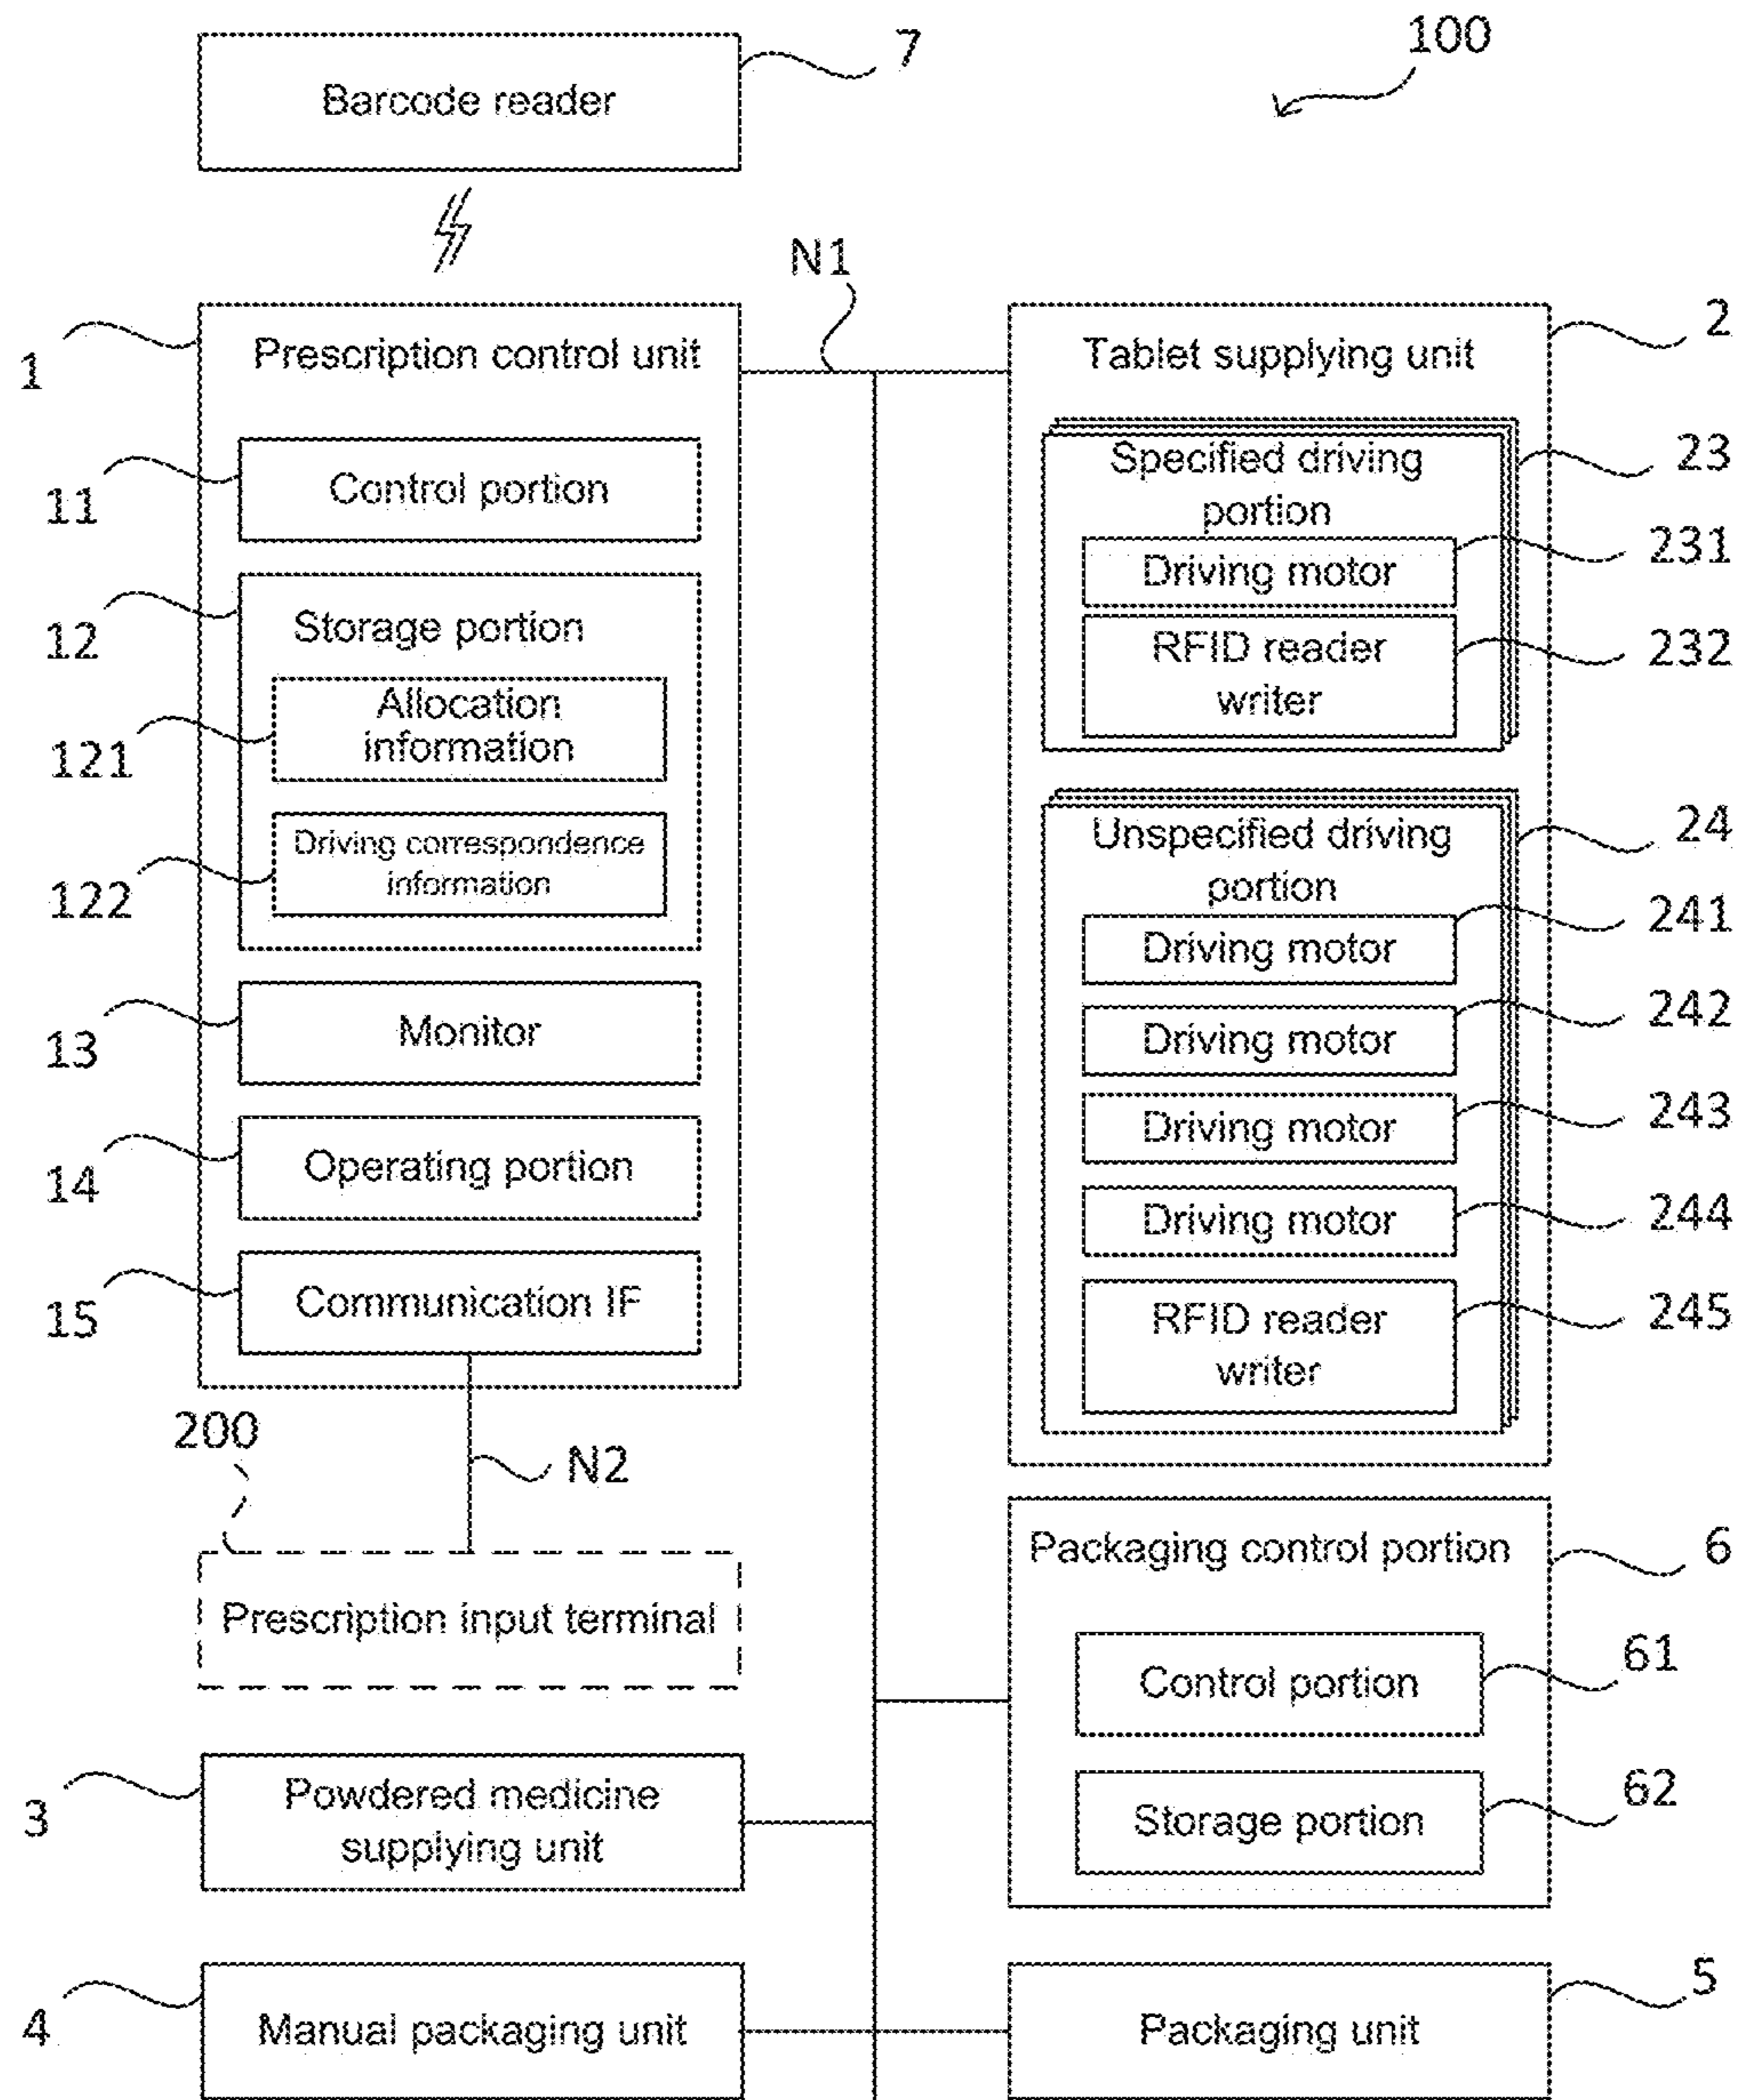 100
Barcode reader
7
N1
1
Prescription control unit
11
Control portion
12
Storage portion
121
Allocation
information
122
Driving correspondence
information
13
Monitor
14
Operating portion
15
Communication IF
200
N2
Prescription input terminal
3
Powdered medicine
supplying unit
4
Manual packaging unit
2
Tablet supplying unit
23
Specified driving
portion
231
Driving motor
232
RFID reader
writer
24
Unspecified driving
portion
241
Driving motor
242
Driving motor
243
Driving motor
244
Driving motor
245
RFID reader
writer
6
Packaging control portion
61
Control portion
62
Storage portion
5
Packaging unit